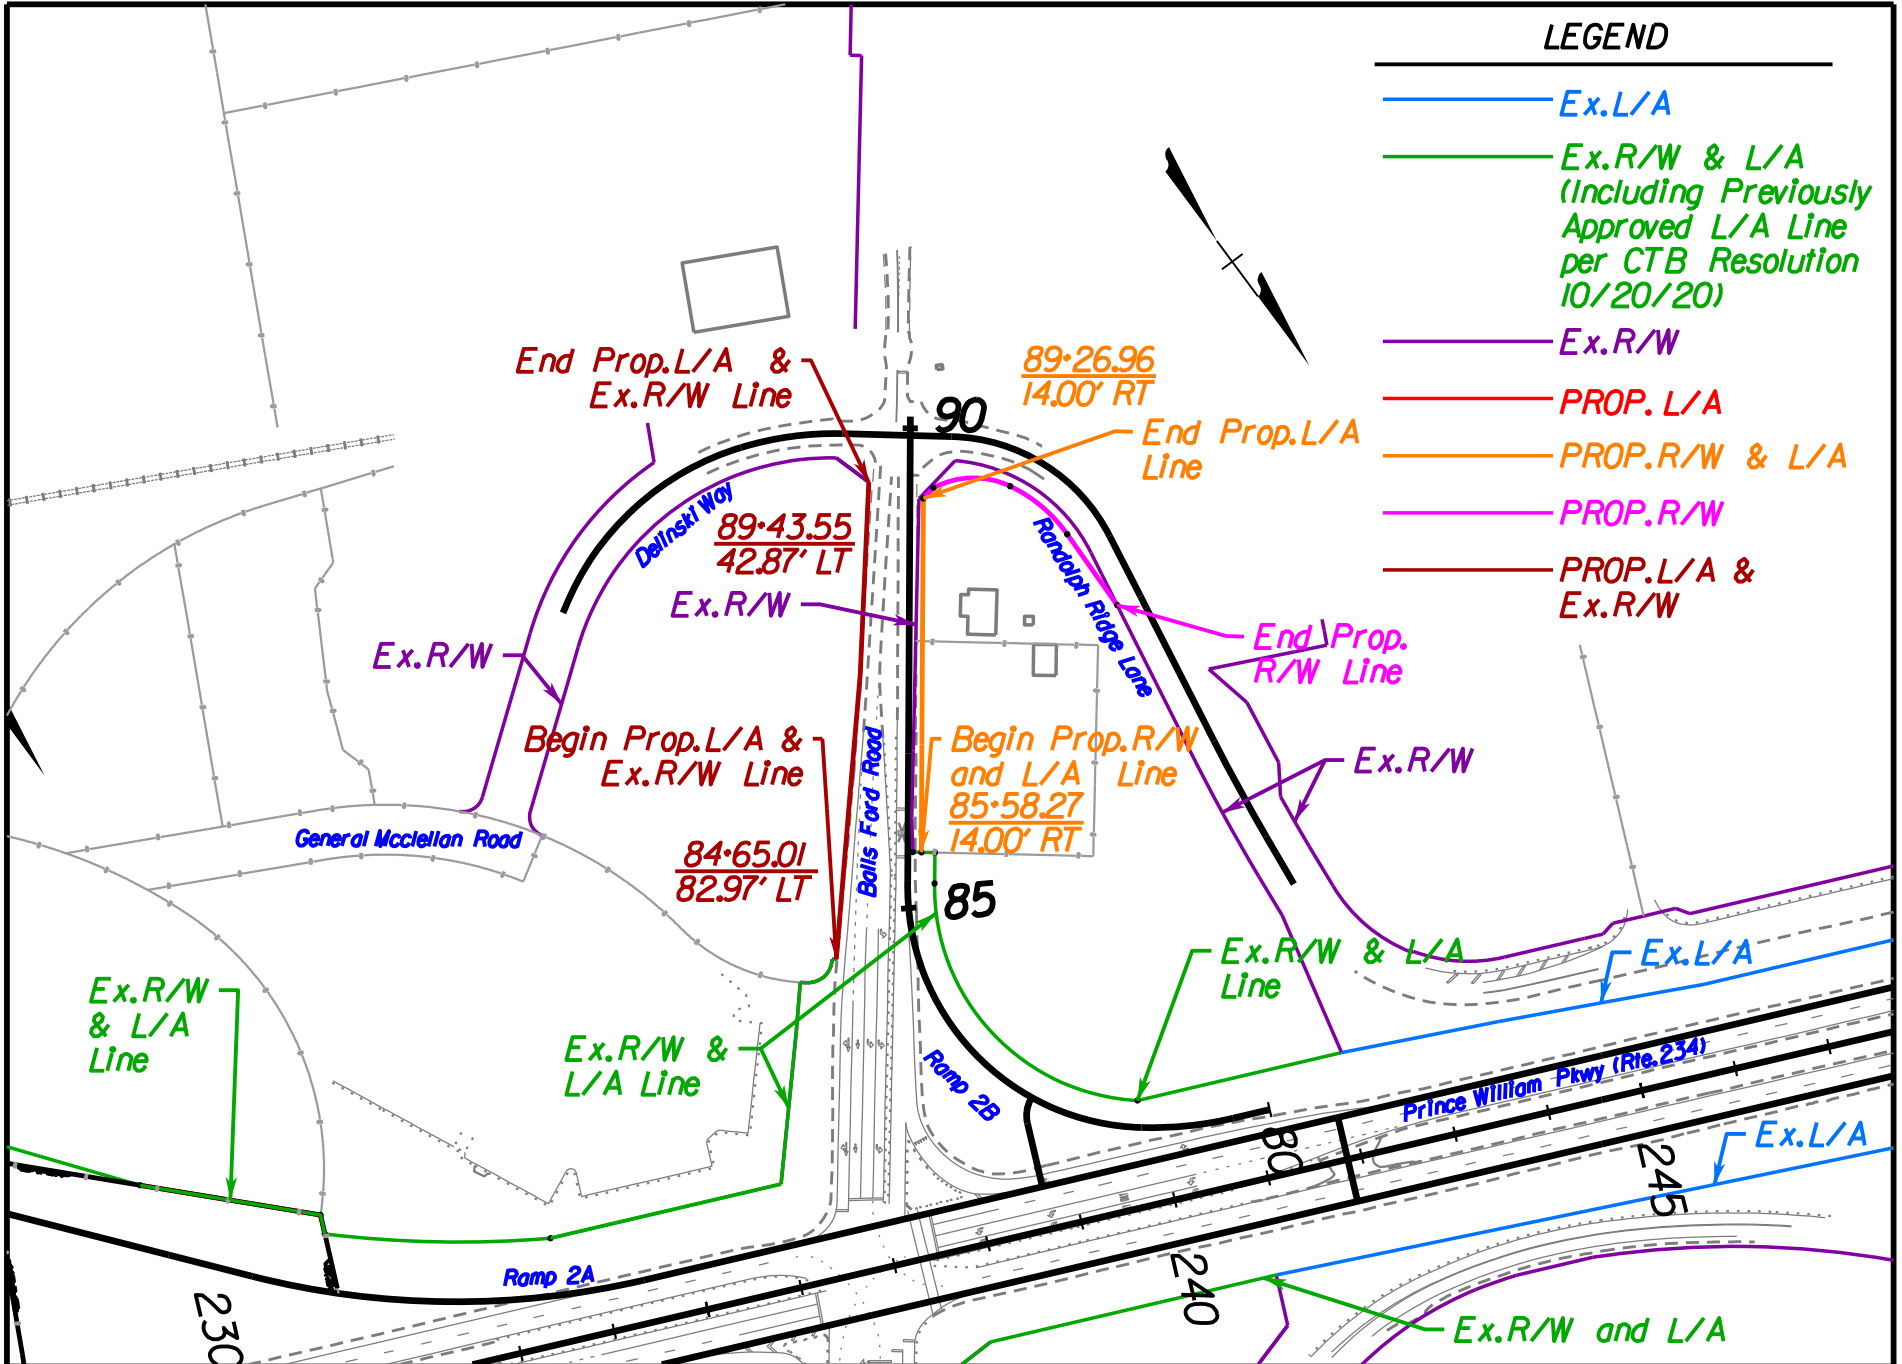 LEGEND
Ex. L/A
Ex. R/W & L/A
(Including Previously
Approved L/A Line
per CTB Resolution
10/20/20)
Ex. R/W
PROP. L/A
PROP. R/W & L/A
PROP. R/W
PROP. L/A &
Ex. R/W
End Prop. L/A &
Ex. R/W Line
89+26.96
14.00' RT
90
End Prop. L/A
Line
Delinski Way
89+43.55
42.87' LT
Randolph Ridge Lane
Ex. R/W
Ex. R/W
End Prop.
R/W Line
Begin Prop. L/A &
Ex. R/W Line
Balls Ford Road
Begin Prop. R/W
and L/A Line
85+58.27
14.00' RT
Ex. R/W
General Mcclellan Road
84+65.01
82.97' LT
85
Ex. R/W & L/A
Line
Ex. L/A
Ex. R/W
& L/A
Line
Ex. R/W &
L/A Line
Ramp 2B
Prince William Pkwy (Rte. 234)
80
Ex. L/A
245
Ramp 2A
230
240
Ex. R/W and L/A